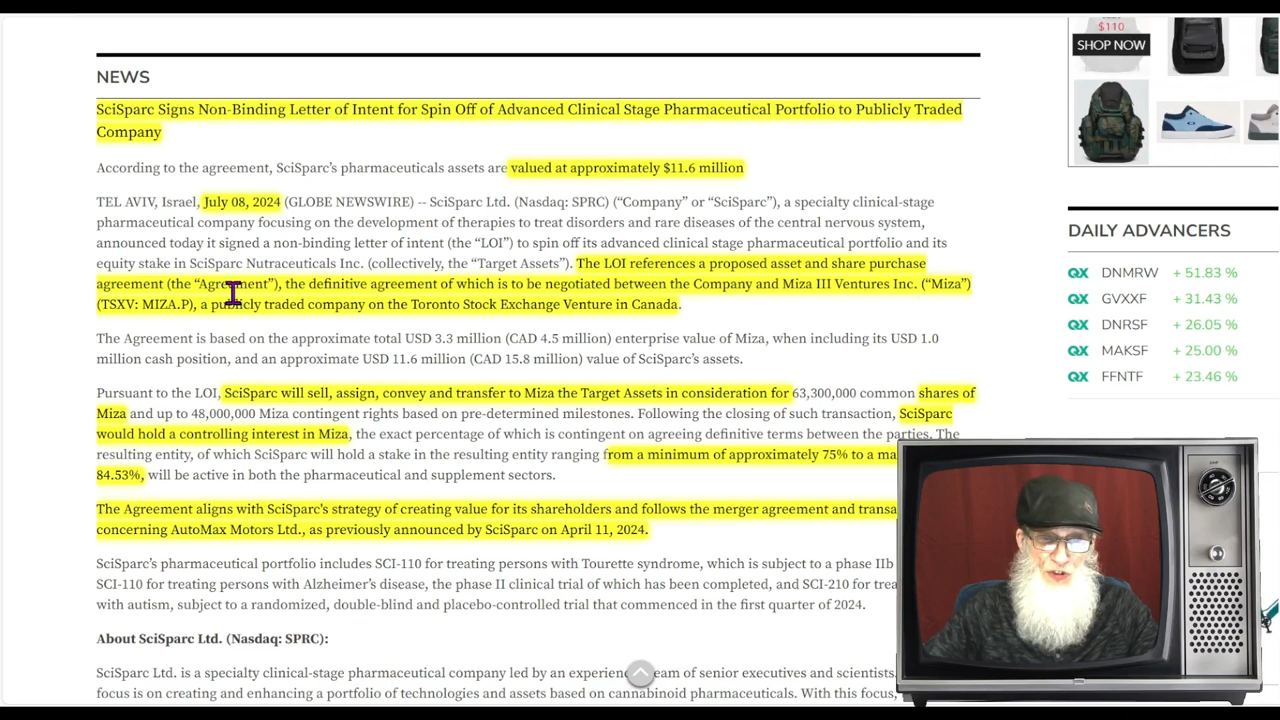 $110
SHOP NOW
NEWS
SciSparc Signs Non-Binding Letter of Intent for Spin Off of Advanced Clinical Stage Pharmaceutical Portfolio to Publicly Traded
Company
According to the agreement, SciSparc's pharmaceuticals assets are valued at approximately $11.6 million
TEL AVIV, Israel, July 08, 2024 (GLOBE NEWSWIRE) -- SciSparc Ltd. (Nasdaq: SPRC) (“Company” or “SciSparc”), a specialty clinical-stage
pharmaceutical company focusing on the development of therapies to treat disorders and rare diseases of the central nervous system,
announced today it signed a non-binding letter of intent (the “LOI”) to spin off its advanced clinical stage pharmaceutical portfolio and its
equity stake in SciSparc Nutraceuticals Inc. (collectively, the “Target Assets”). The LOI references a proposed asset and share purchase
agreement (the “Agreement”), the definitive agreement of which is to be negotiated between the Company and Miza III Ventures Inc. (“Miza”)
(TSXV: MIZA.P), a publicly traded company on the Toronto Stock Exchange Venture in Canada.
The Agreement is based on the approximate total USD 3.3 million (CAD 4.5 million) enterprise value of Miza, when including its USD 1.0
million cash position, and an approximate USD 11.6 million (CAD 15.8 million) value of SciSparc's assets.
Pursuant to the LOI, SciSparc will sell, assign, convey and transfer to Miza the Target Assets in consideration for 63,300,000 common shares of
Miza and up to 48,000,000 Miza contingent rights based on pre-determined milestones. Following the closing of such transaction, SciSparc
would hold a controlling interest in Miza, the exact percentage of which is contingent on agreeing definitive terms between the parties. The
resulting entity, of which SciSparc will hold a stake in the resulting entity ranging from a minimum of approximately 75% to a ma
84.53%, will be active in both the pharmaceutical and supplement sectors.
The Agreement aligns with SciSparc's strategy of creating value for its shareholders and follows the merger agreement and transa
concerning AutoMax Motors Ltd., as previously announced by SciSparc on April 11, 2024.
SciSparc's pharmaceutical portfolio includes SCI-110 for treating persons with Tourette syndrome, which is subject to a phase IIb
SCI-110 for treating persons with Alzheimer's disease, the phase II clinical trial of which has been completed, and SCI-210 for trea
with autism, subject to a randomized, double-blind and placebo-controlled trial that commenced in the first quarter of 2024.
About SciSparc Ltd. (Nasdaq: SPRC):
SciSparc Ltd. is a specialty clinical-stage pharmaceutical company led by an experien team of senior executives and scientists.
focus is on creating and enhancing a portfolio of technologies and assets based on cannabinoid pharmaceuticals. With this focus,
DAILY ADVANCERS
QX DNMRW + 51.83 %
QX GVXXF + 31.43 %
QX DNRSF + 26.05 %
QX MAKSF + 25.00 %
QX FFNTF + 23.46 %